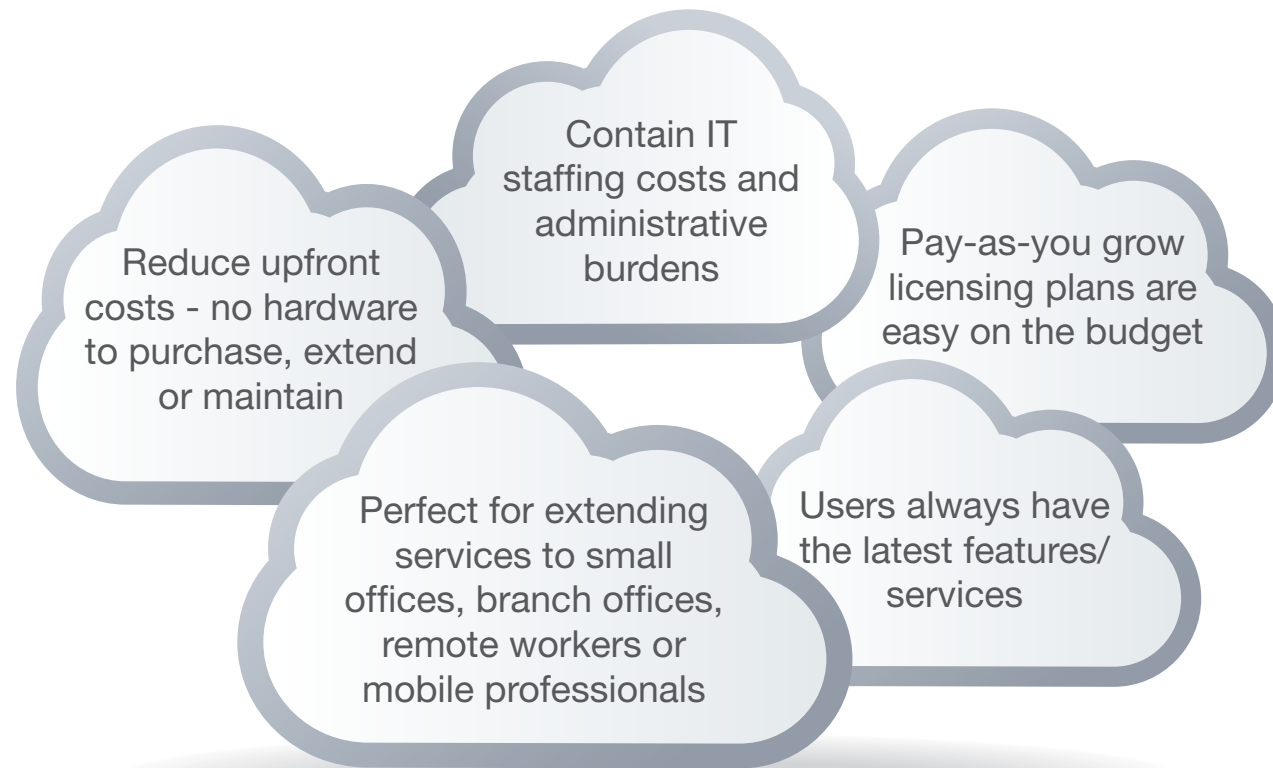 Contain IT
staffing costs and
administrative
burdens
Reduce upfront
costs - no hardware
to purchase, extend
or maintain
Pay-as-you grow
licensing plans are
easy on the budget
Perfect for extending
services to small
offices, branch offices,
remote workers or
mobile professionals
Users always have
the latest features/
services